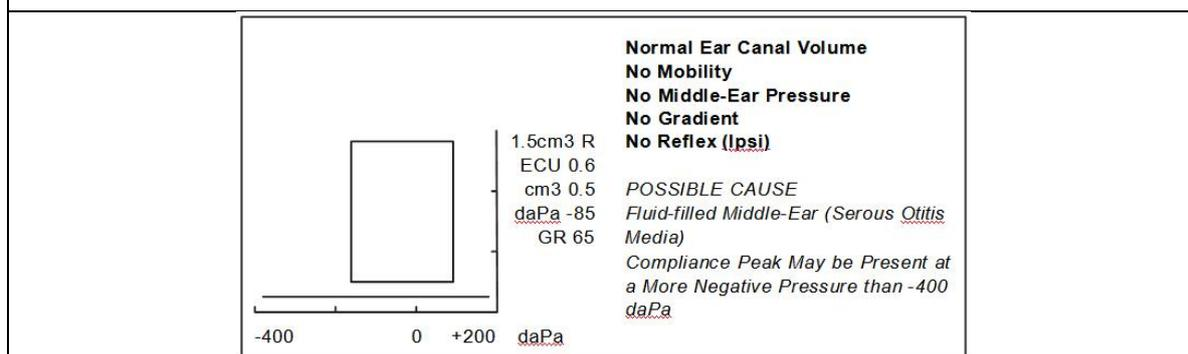 Normal Ear Canal Volume
No Mobility
No Middle-Ear Pressure
No Gradient
No Reflex (Ipsi)
1.5cm3 R
ECU 0.6
cm3 0.5
daPa -85
GR 65
POSSIBLE CAUSE
Fluid-filled Middle-Ear (Serous Otitis
Media)
Compliance Peak May be Present at
a More Negative Pressure than -400
daPa
-400 0 +200 daPa